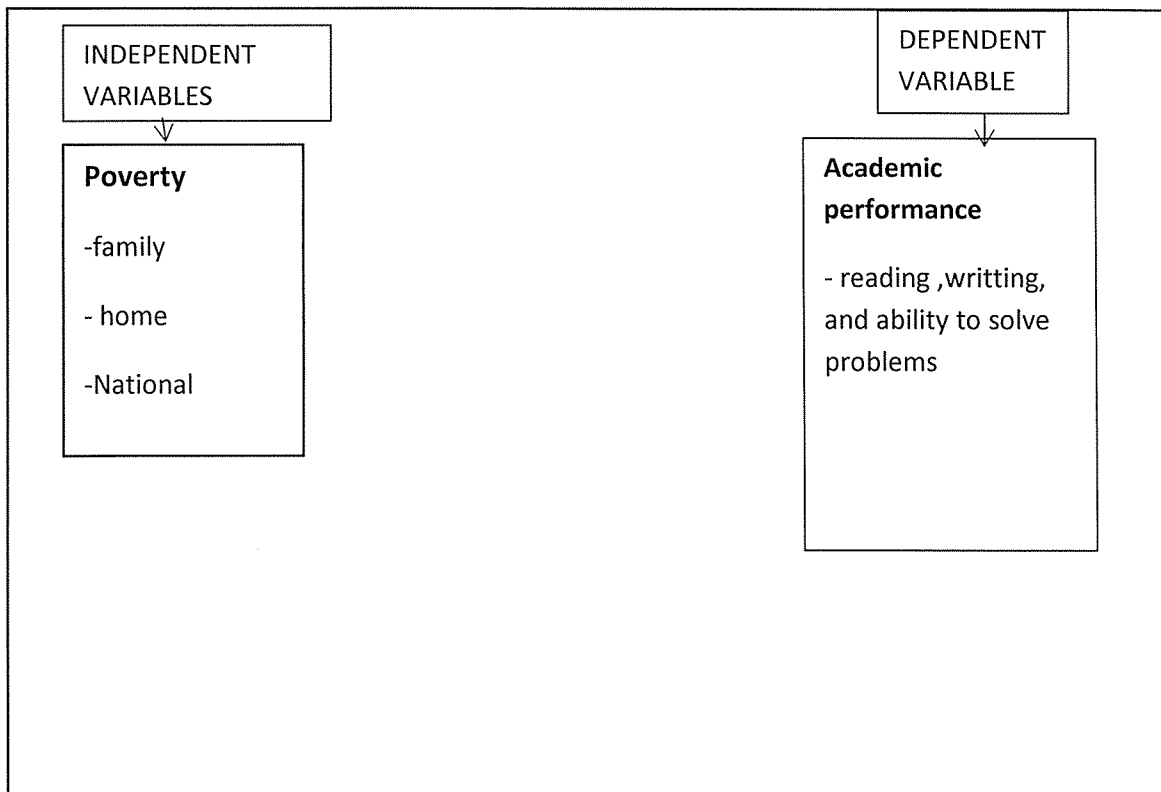 INDEPENDENT
VARIABLES
Poverty
-family
- home
-National
DEPENDENT
VARIABLE
Academic
performance
- reading ,writting,
and ability to solve
problems